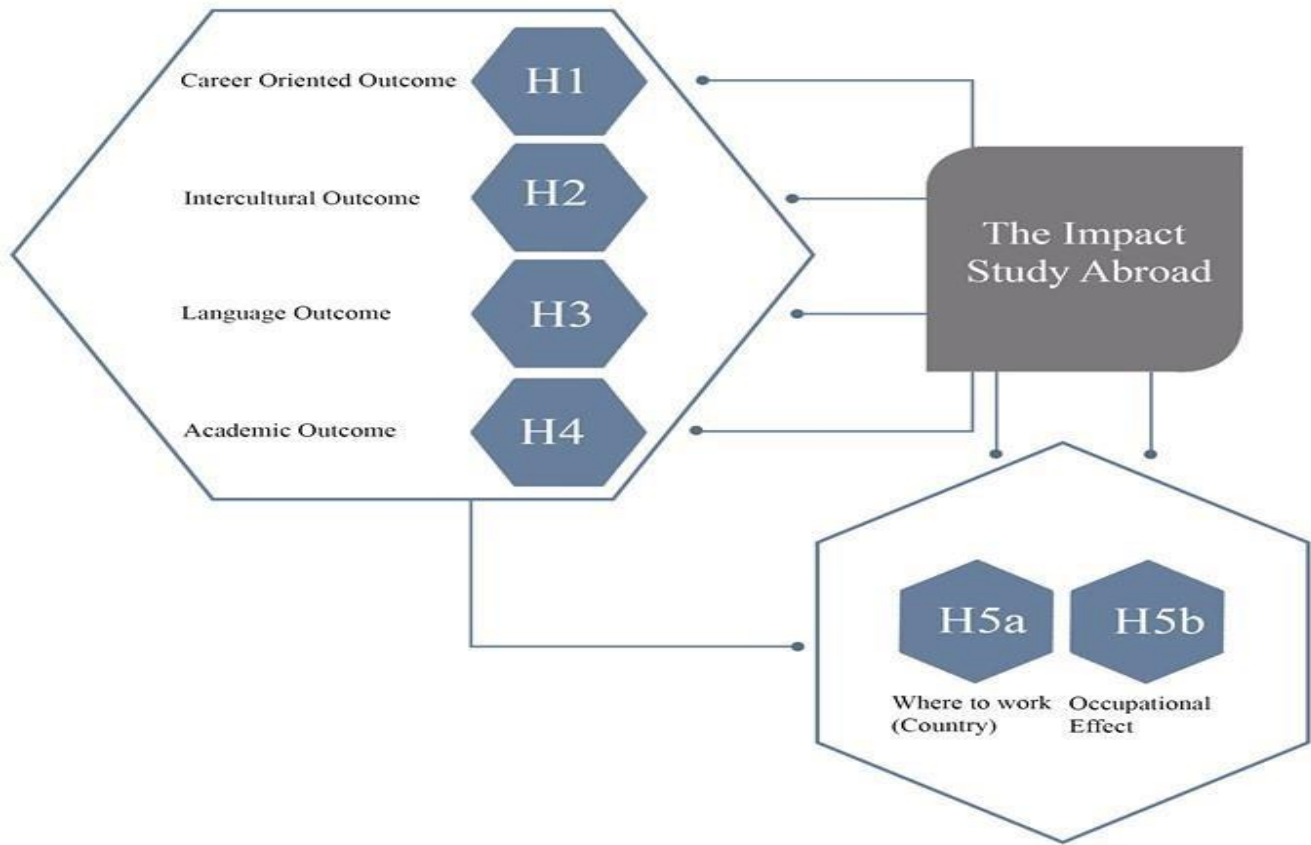 Career Oriented Outcome
H1
Intercultural Outcome
H2
Language Outcome
H3
Academic Outcome
H4
The Impact
Study Abroad
H5a
Where to work
(Country)
H5b
Occupational
Effect